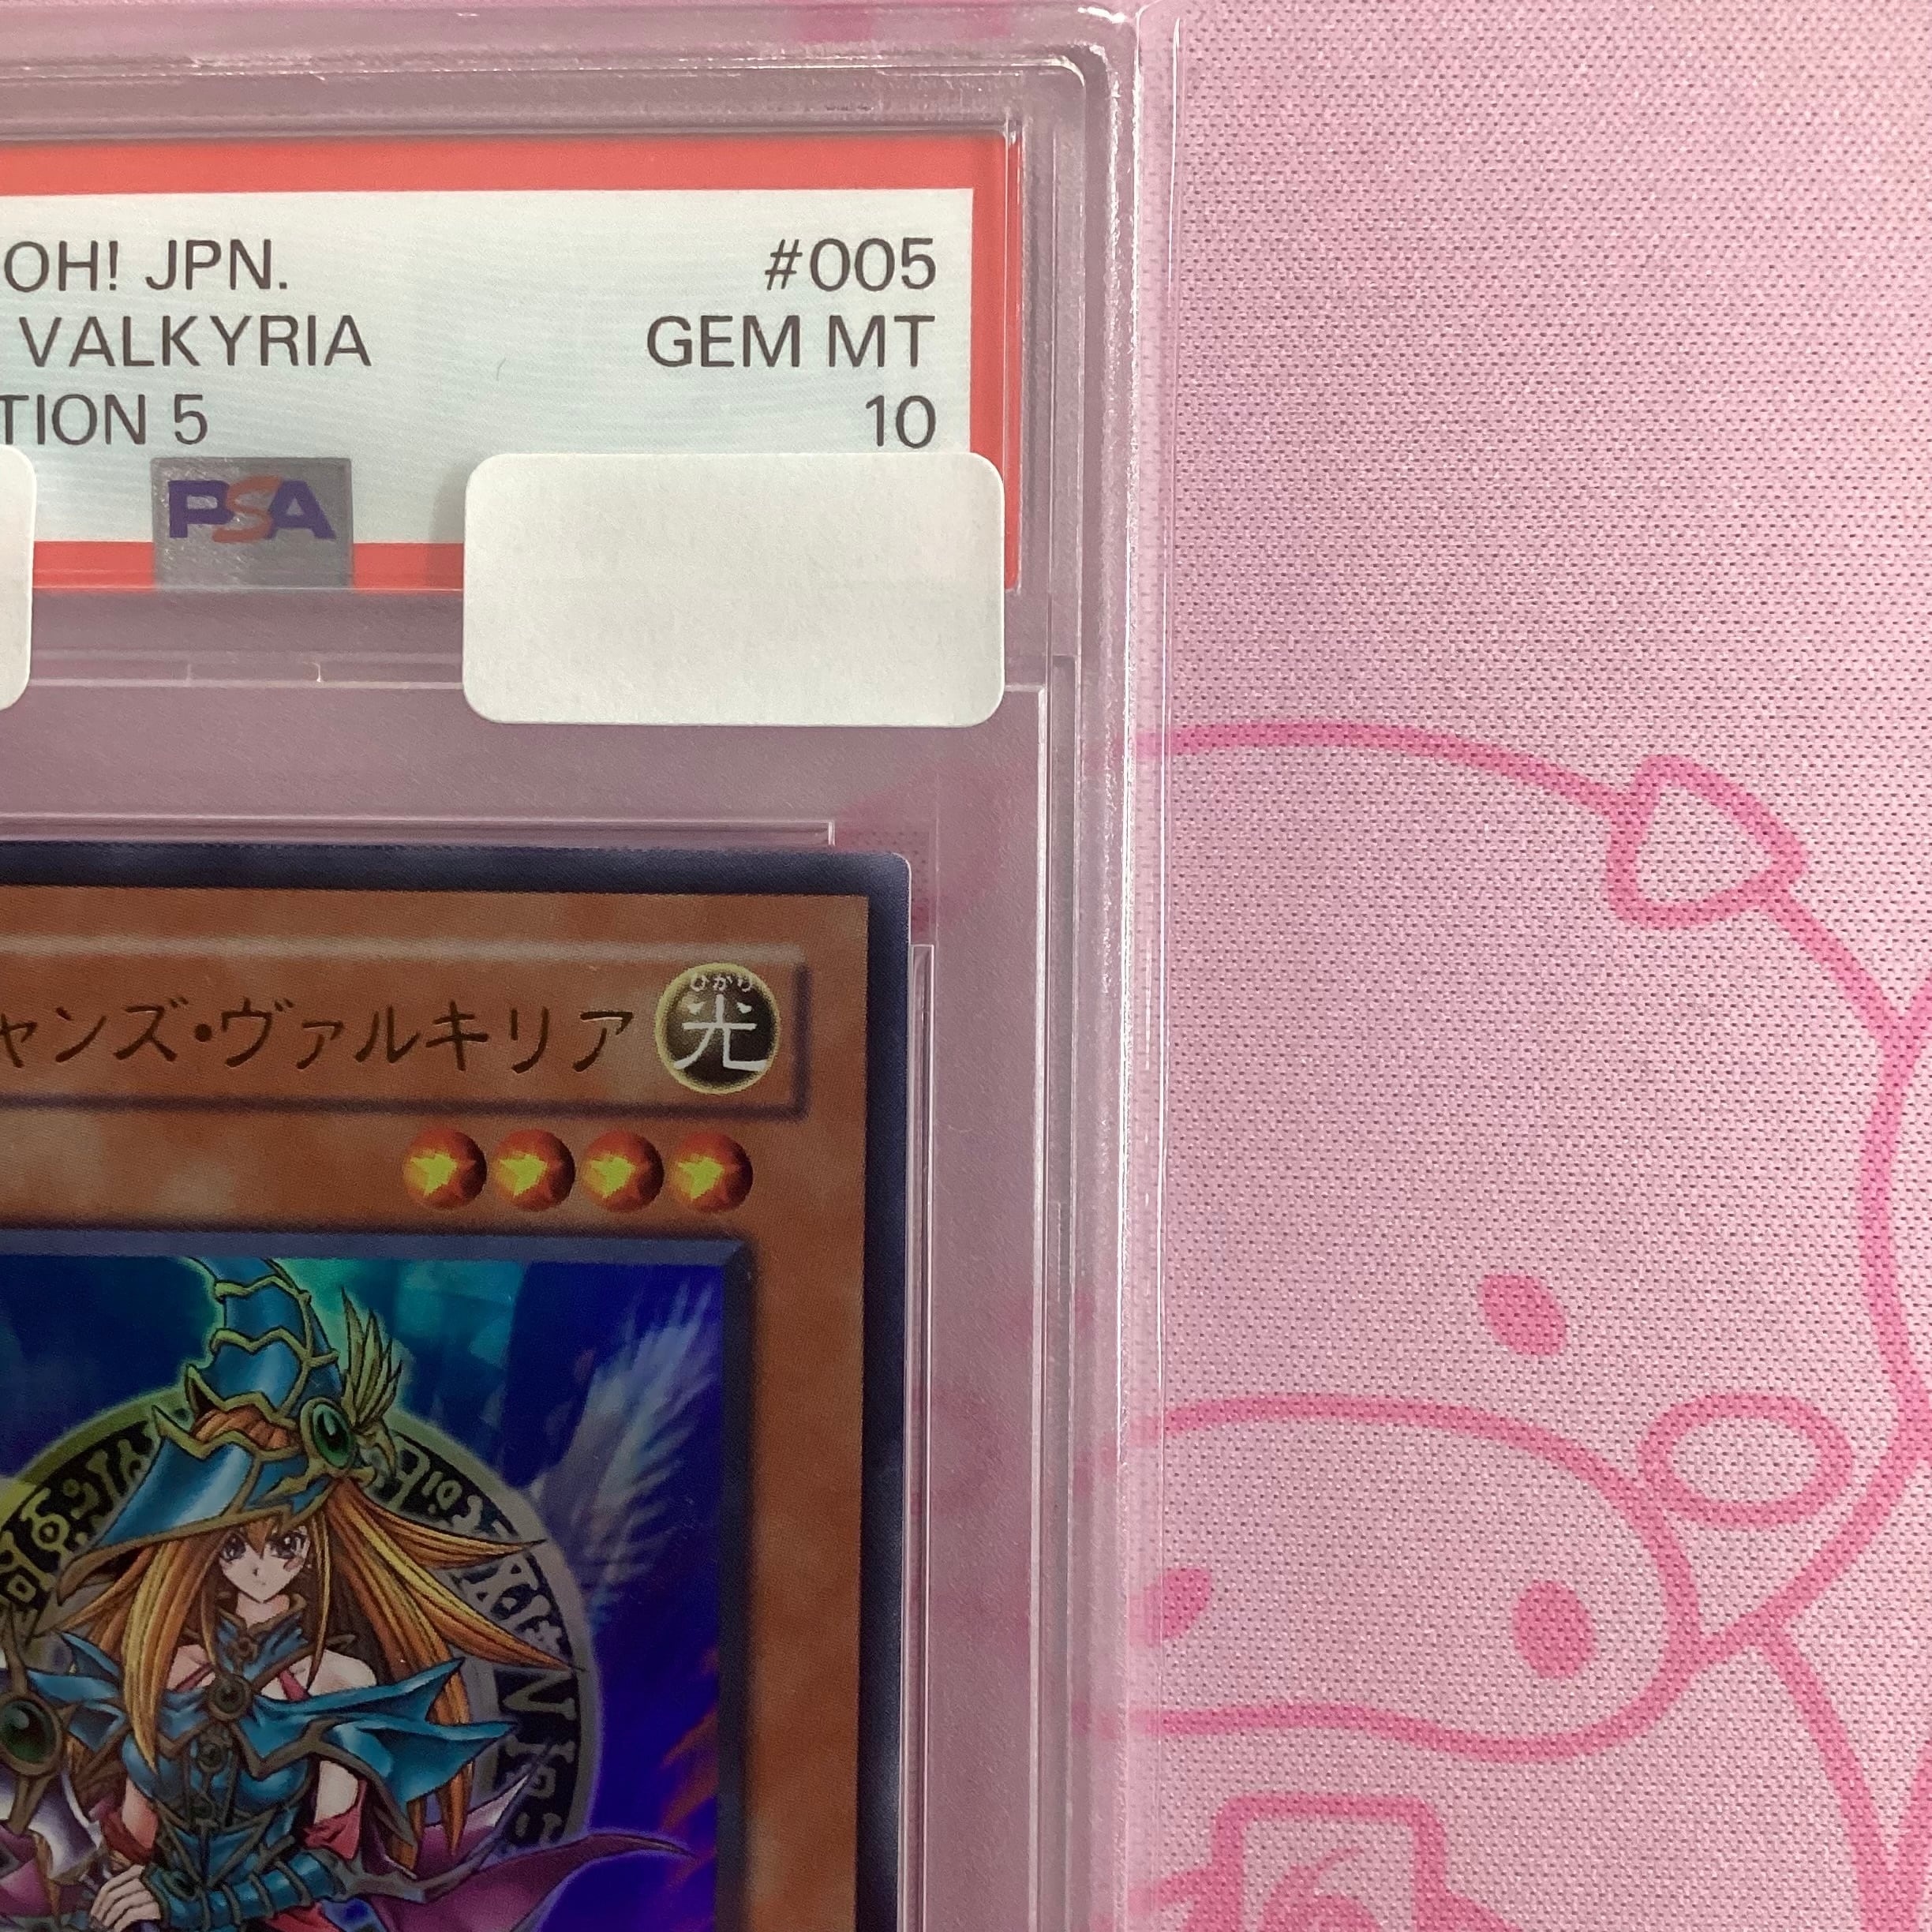 OH! JPN. #005
VALKYRIA GEM MT
TION 5 10
PSA
ャンズ・ヴァルキリア
ひかり
光